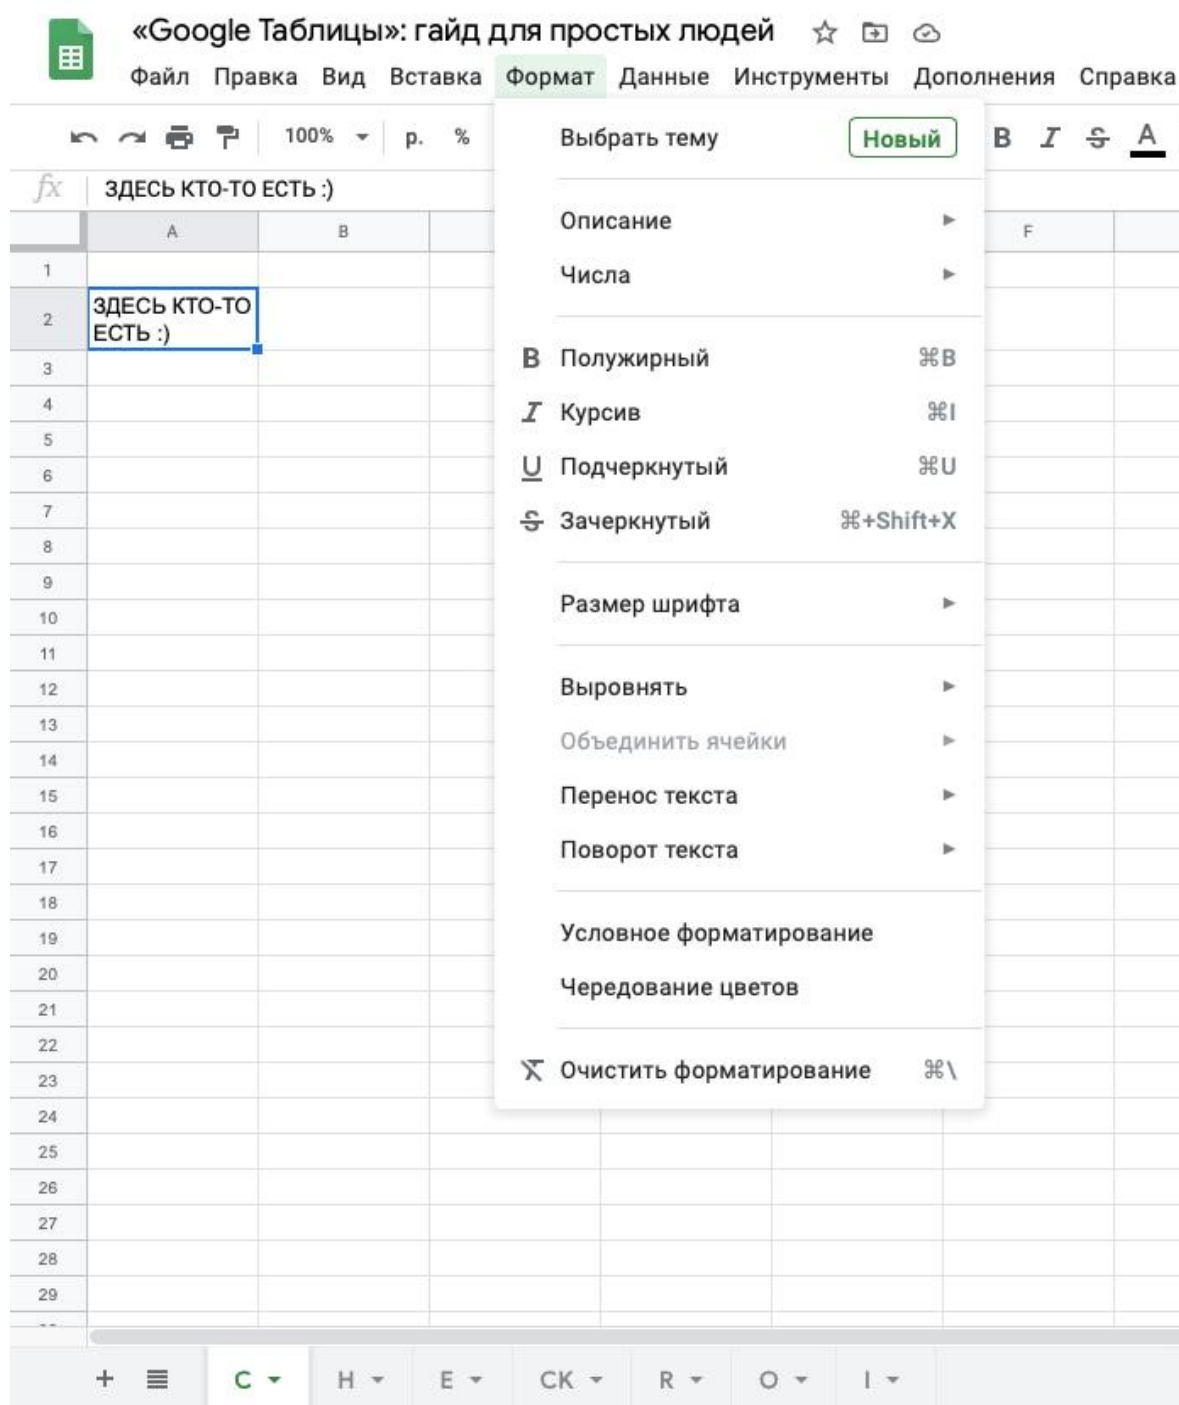 «Google Таблицы»: гайд для простых людей
Файл Правка Вид Вставка Формат Данные Инструменты Дополнения Справка
100% р. % B I S A
fx ЗДЕСЬ КТО-ТО ЕСТЬ :)
A B F
1
ЗДЕСЬ КТО-ТО
2
ЕСТЬ :)
3
4
5
6
7
8
9
10
11
12
13
14
15
16
17
18
19
20
21
22
23
24
25
26
27
28
29
Выбрать тему Новый
Описание
Числа
B Полужирный ⌘B
I Курсив ⌘I
U Подчеркнутый ⌘U
S Зачеркнутый ⌘+Shift+X
Размер шрифта
Выровнять
Объединить ячейки
Перенос текста
Поворот текста
Условное форматирование
Чередование цветов
Очистить форматирование ⌘\
+ C H E CK R O I